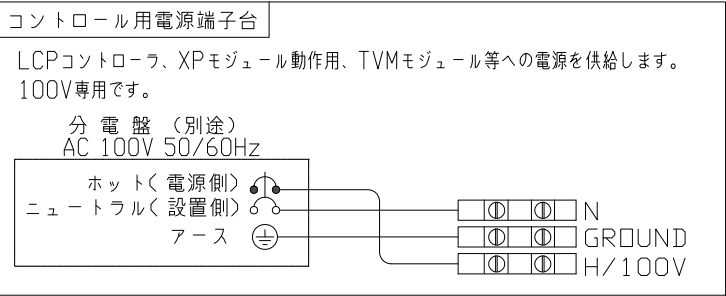 コントロール用電源端子台
LCPコントローラ、XPモジュール動作用、TVMモジュール等への電源を供給します。
100V専用です。
分電盤（別途）
AC 100V 50/60Hz
ホット(電源側)
ニュートラル(設置側)
アース
N
GROUND
H/100V